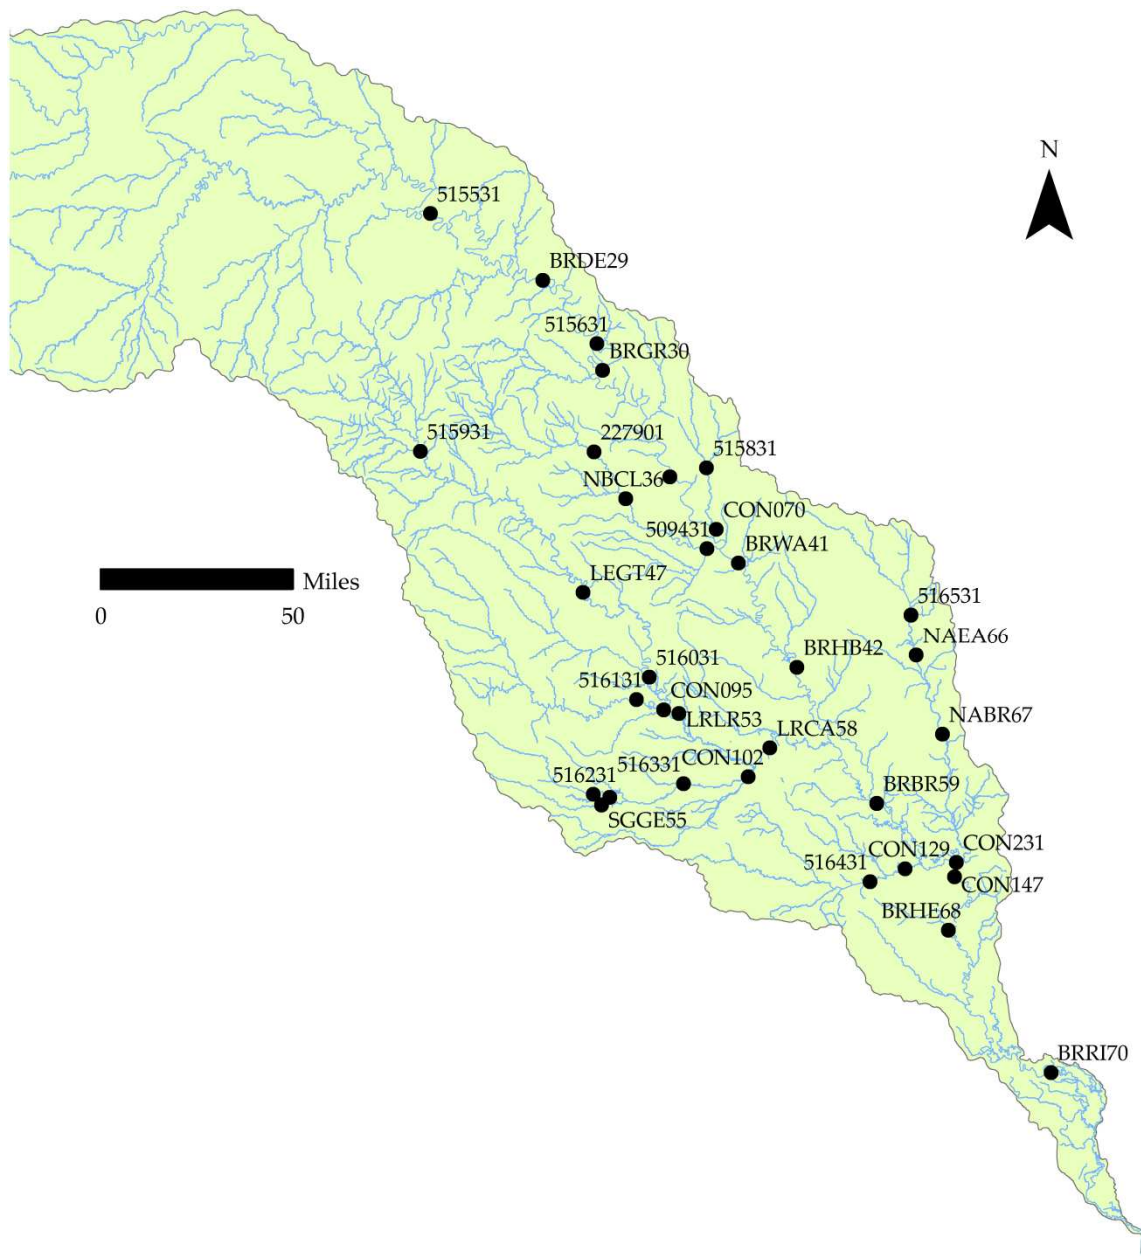 N
515531
BRDE29
515631
BRGR30
515931
227901
515831
NBCL36
CON070
509431
BRWA41
Miles
0
50
LEGT47
516531
NAEA66
BRHB42
516031
516131
CON095
LRLR53
NABR67
LRCA58
CON102
516331
516231
SGGE55
BRBR59
CON129
CON231
516431
CON147
BRHE68
BRRI70